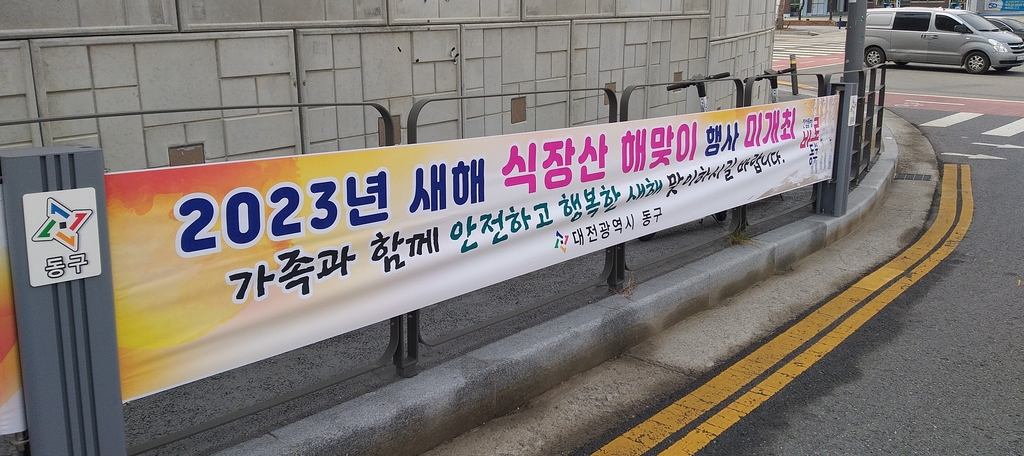 2023년 새해 식장산 해맞이 행사 미개최
가족과 함께 안전하고 행복한 새해 맞이하시길 바랍니다.
대전광역시 동구
동구